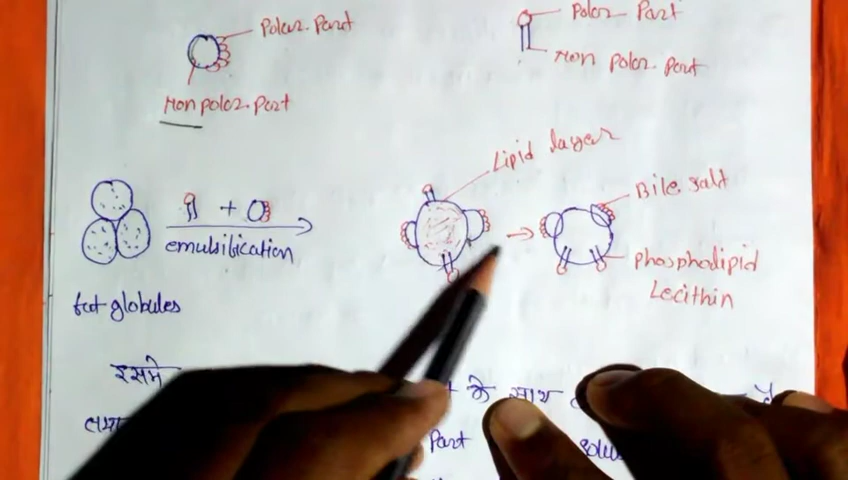 Polar Part
Polar Part
Non polar part
Non polar part
Lipid layer
+
emulsibication
Bile salt
phospholipid
Lecithin
fat globules
इसमे
के साथ
Part